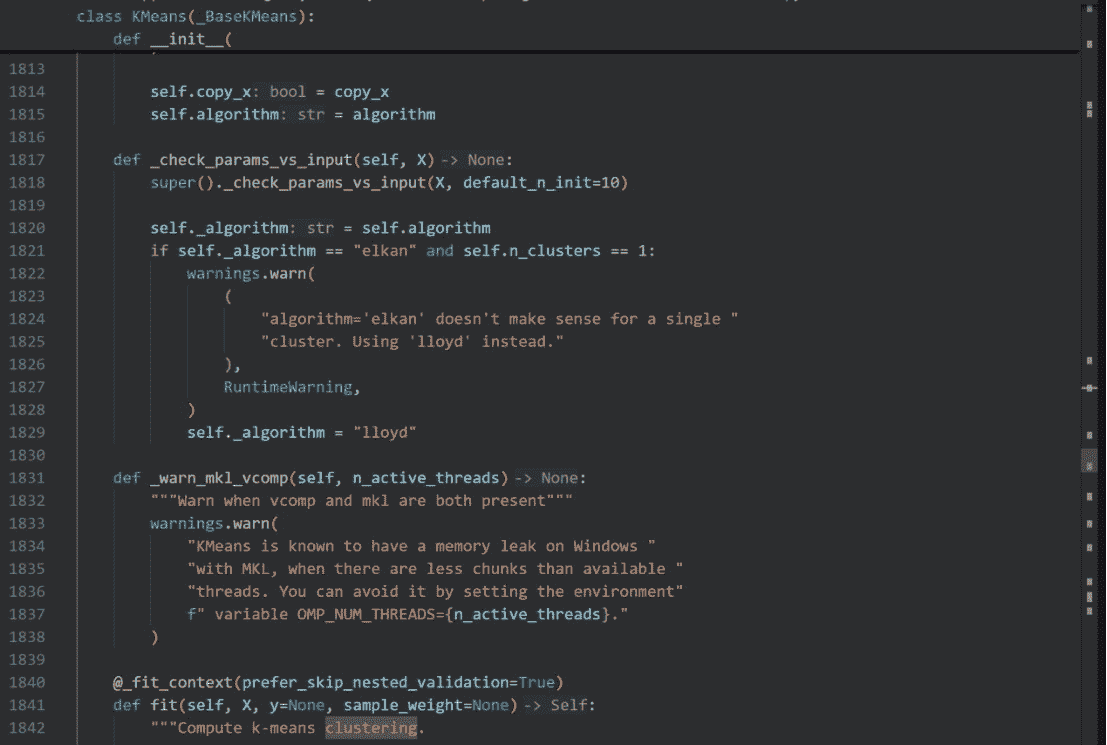 class KMeans(_BaseKMeans):
    def __init__(
1813
1814 self.copy_x: bool = copy_x
1815 self.algorithm: str = algorithm
1816
1817 def _check_params_vs_input(self, X) -> None:
1818 super()._check_params_vs_input(X, default_n_init=10)
1819
1820 self._algorithm: str = self.algorithm
1821 if self._algorithm == "elkan" and self.n_clusters == 1:
1822 warnings.warn(
1823 (
1824 "algorithm='elkan' doesn't make sense for a single "
1825 "cluster. Using 'lloyd' instead."
1826 ),
1827 RuntimeWarning,
1828 )
1829 self._algorithm = "lloyd"
1830
1831 def _warn_mkl_vcomp(self, n_active_threads) -> None:
1832 """Warn when vcomp and mkl are both present"""
1833 warnings.warn(
1834 "KMeans is known to have a memory leak on Windows "
1835 "with MKL, when there are less chunks than available "
1836 "threads. You can avoid it by setting the environment"
1837 f" variable OMP_NUM_THREADS={n_active_threads}."
1838 )
1839
1840 @_fit_context(prefer_skip_nested_validation=True)
1841 def fit(self, X, y=None, sample_weight=None) -> Self:
1842 """Compute k-means clustering.